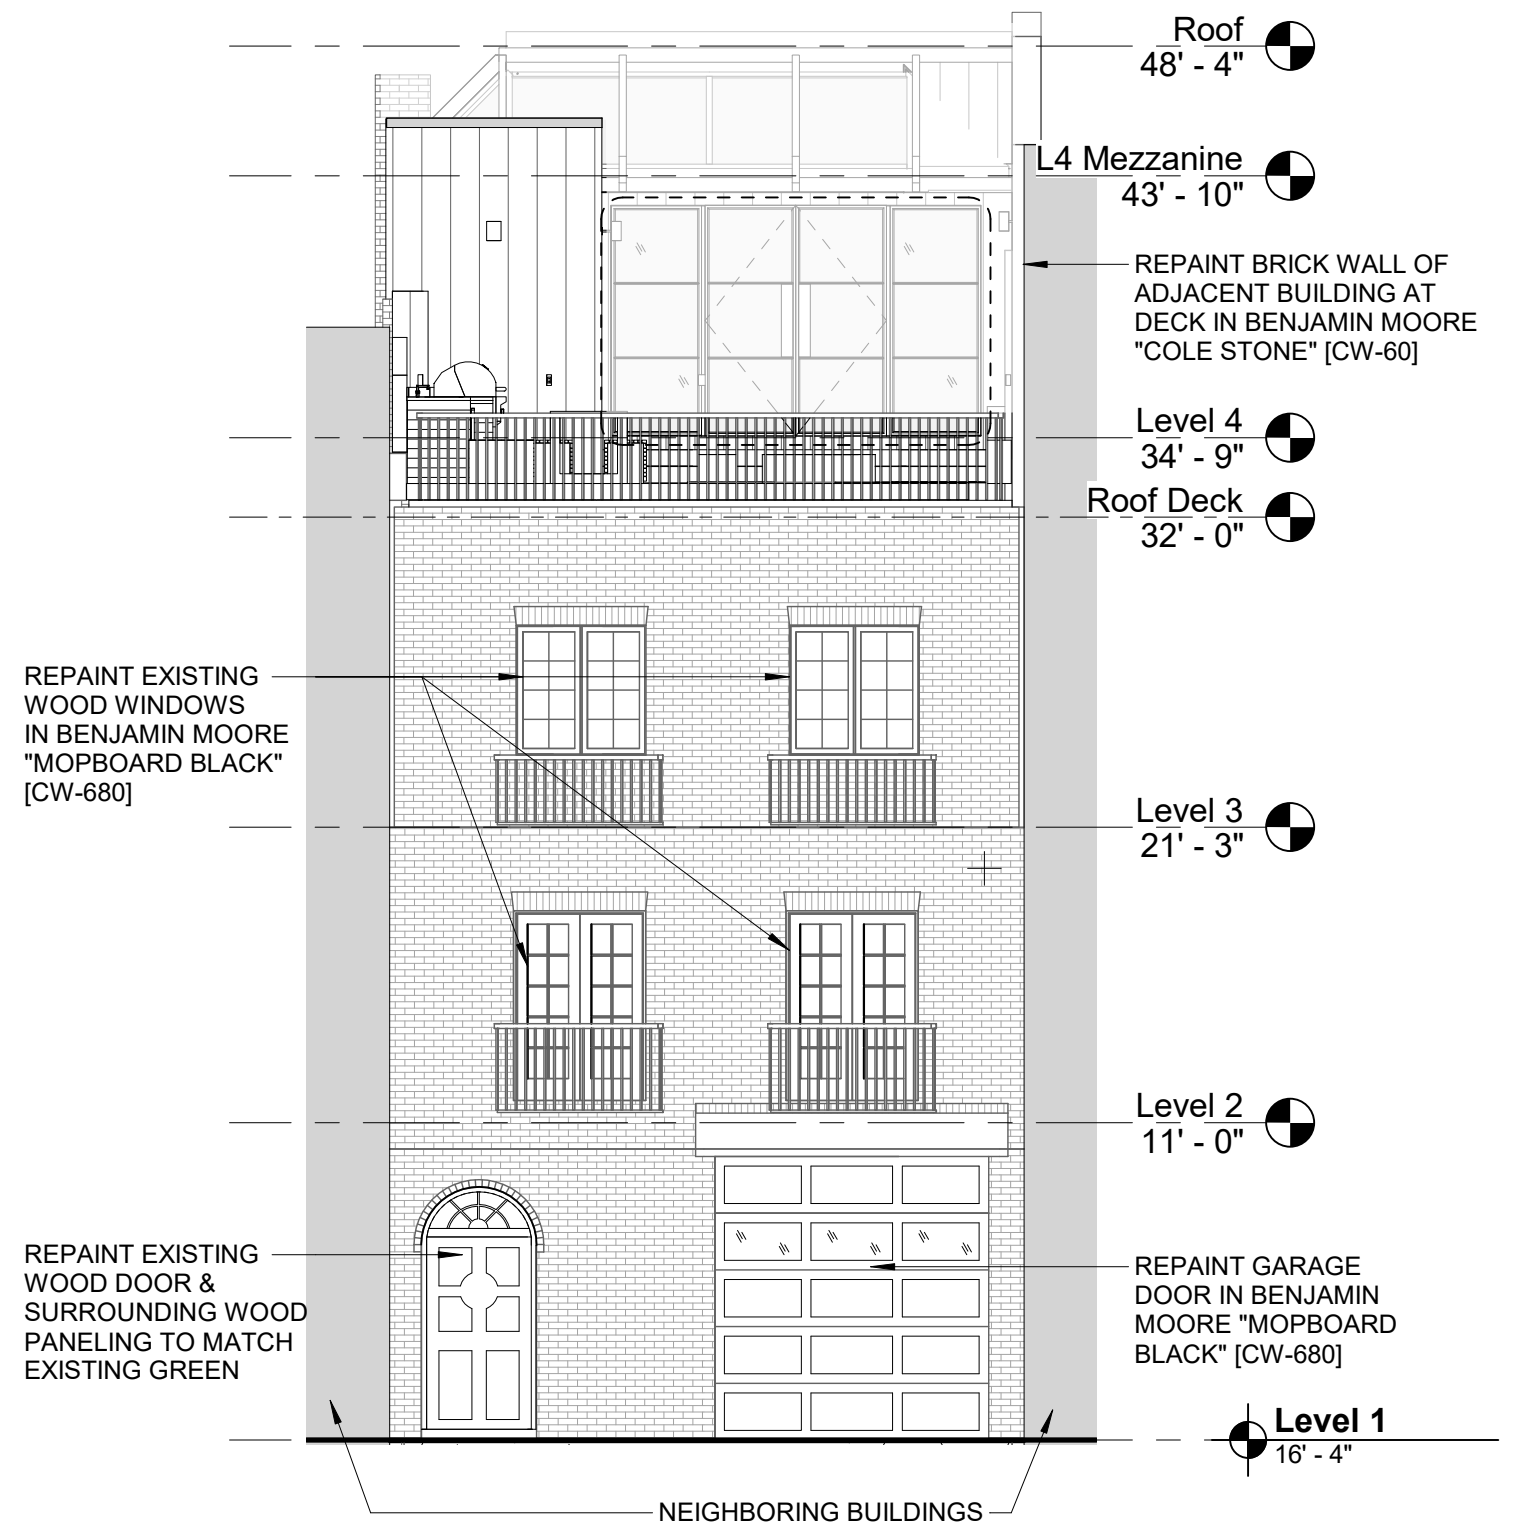 Roof
48' - 4"
L4 Mezzanine
43' - 10"
REPAINT BRICK WALL OF
ADJACENT BUILDING AT
DECK IN BENJAMIN MOORE
"COLE STONE" [CW-60]
Level 4
34' - 9"
Roof Deck
32' - 0"
REPAINT EXISTING
WOOD WINDOWS
IN BENJAMIN MOORE
"MOPBOARD BLACK"
[CW-680]
Level 3
21' - 3"
Level 2
11' - 0"
REPAINT EXISTING
WOOD DOOR &
SURROUNDING WOOD
PANELING TO MATCH
EXISTING GREEN
REPAINT GARAGE
DOOR IN BENJAMIN
MOORE "MOPBOARD
BLACK" [CW-680]
Level 1
16' - 4"
NEIGHBORING BUILDINGS